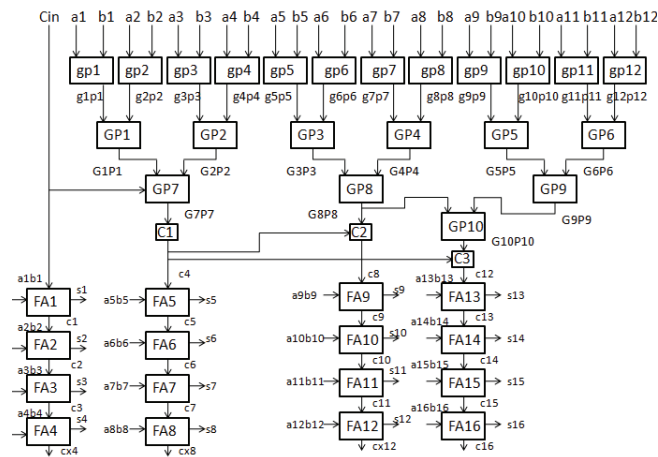 Cin a1 b1 a2 b2 a3 b3 a4 b4 a5 b5 a6 b6 a7 b7 a8 b8 a9 b9 a10 b10 a11 b11 a12 b12
gp1 gp2 gp3 gp4 gp5 gp6 gp7 gp8 gp9 gp10 gp11 gp12
g1p1 g2p2 g3p3 g4p4 g5p5 g6p6 g7p7 g8p8 g9p9 g10p10 g11p11 g12p12
GP1 GP2 GP3 GP4 GP5 GP6
G1P1 G2P2 G3P3 G4P4 G5P5 G6P6
GP7 GP8 GP9
G7P7 G8P8 G9P9
GP10
C1 C2 G10P10
C3
c4 c8 c12
a1b1 s1 a5b5 s5 a9b9 s9 a13b13 s13
FA1 FA5 FA9 FA13
c1 c5 c9 c13
a2b2 s2 a6b6 s6 a10b10 s10 a14b14 s14
FA2 FA6 FA10 FA14
c2 c6 c10 c14
a3b3 s3 a7b7 s7 a11b11 s11 a15b15 s15
FA3 FA7 FA11 FA15
c3 c7 c11 c15
a4b4 s4 a8b8 s8 a12b12 s12 a16b16 s16
FA4 FA8 FA12 FA16
cx4 cx8 cx12 c16